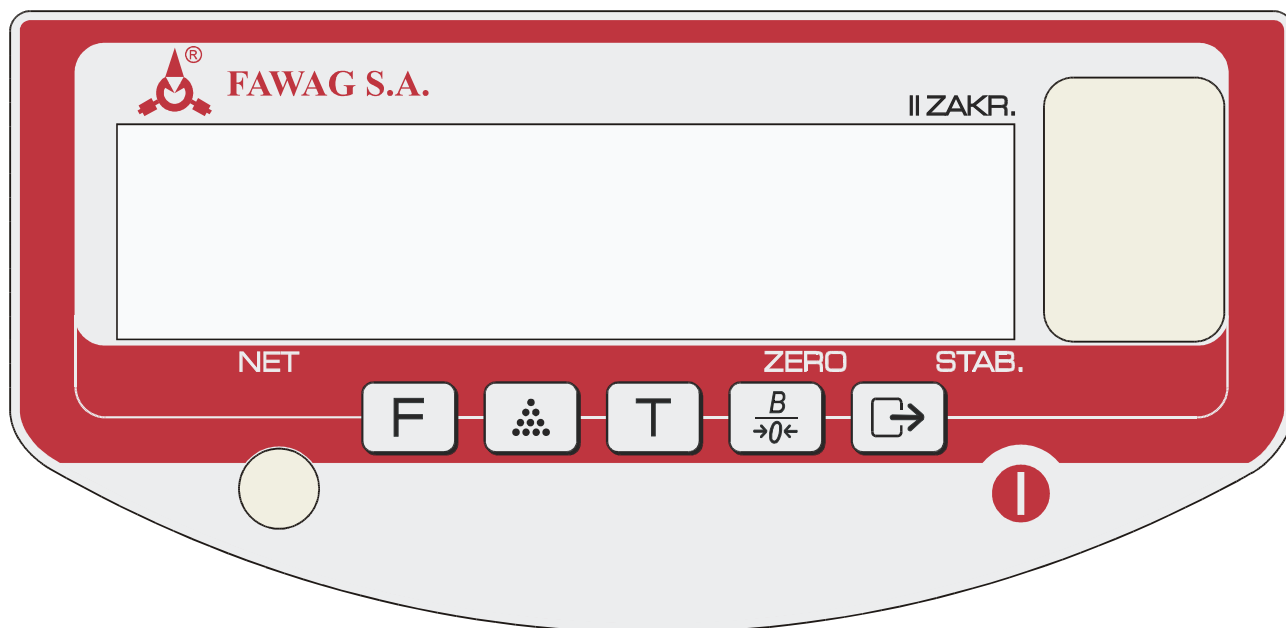 ® FAWAG S.A.
II ZAKR.
NET ZERO STAB.
F T B
→0←